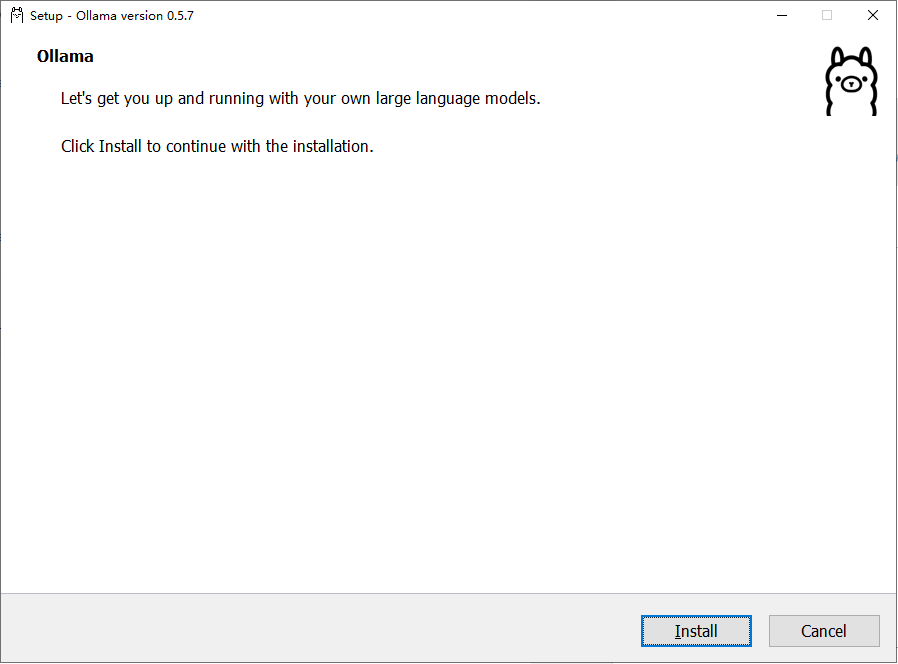 Setup - Ollama version 0.5.7
Ollama
Let's get you up and running with your own large language models.
Click Install to continue with the installation.
Install
Cancel